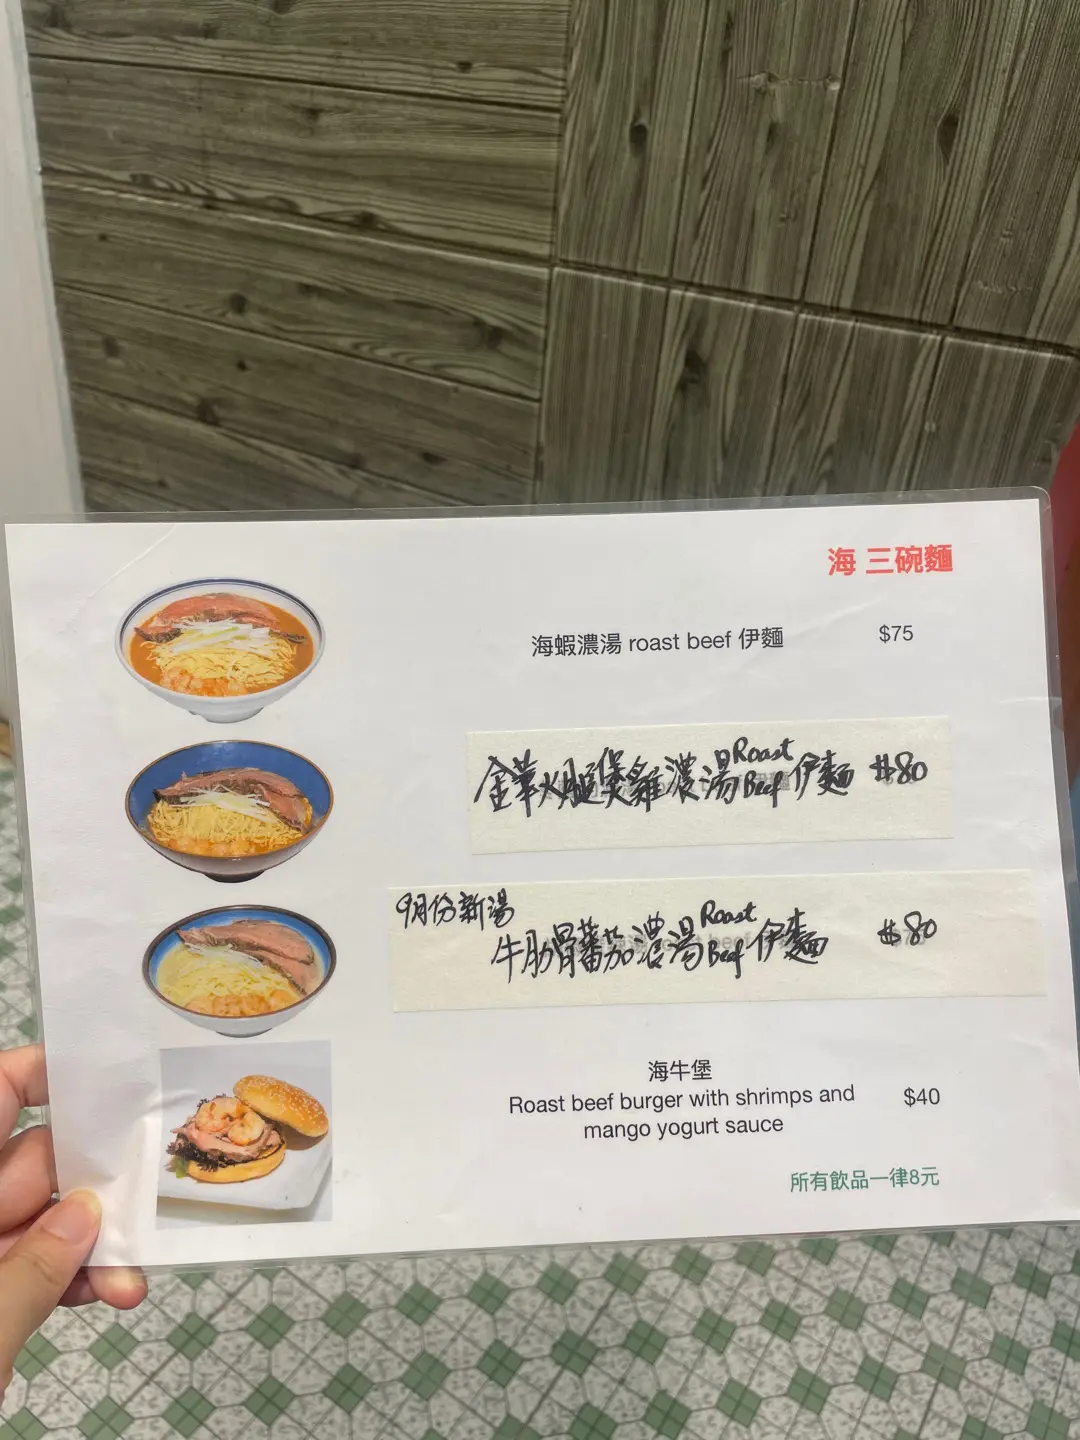 海 三碗麵
海蝦濃湯 roast beef 伊麵 $75
金華火腿煲雞濃湯 Roast Beef 伊麵 $80
9月份新湯
牛肋骨蕃茄濃湯 Roast Beef 伊麵 $80
海牛堡
Roast beef burger with shrimps and $40
mango yogurt sauce
所有飲品一律8元